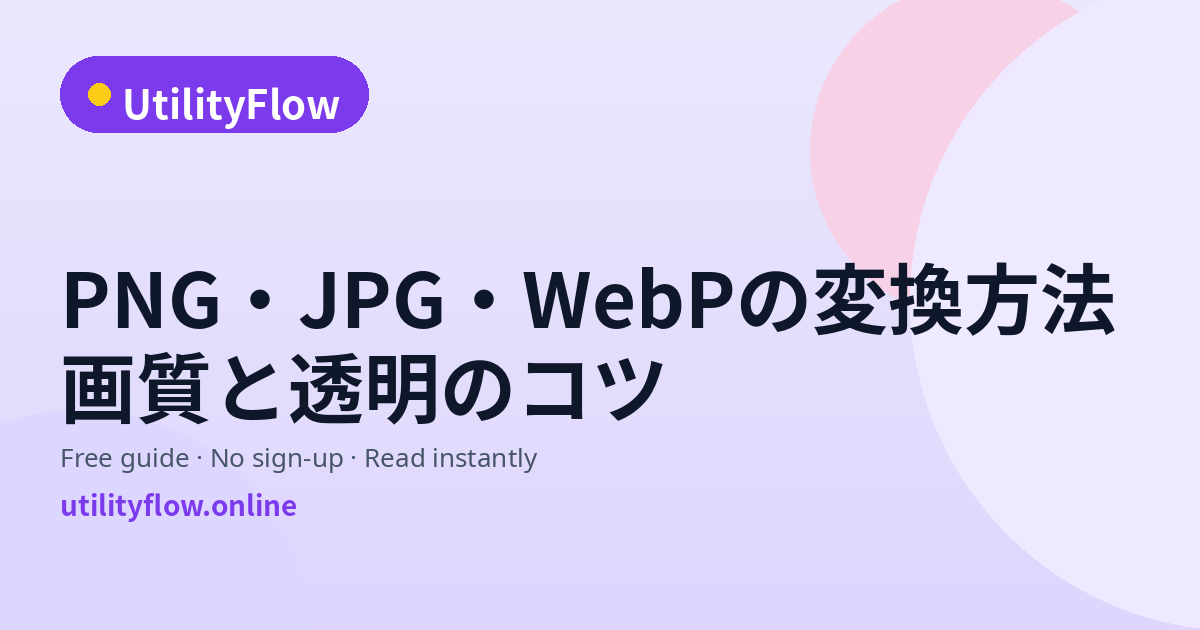 UtilityFlow
PNG・JPG・WebPの変換方法
画質と透明のコツ
Free guide · No sign-up · Read instantly
utilityflow.online